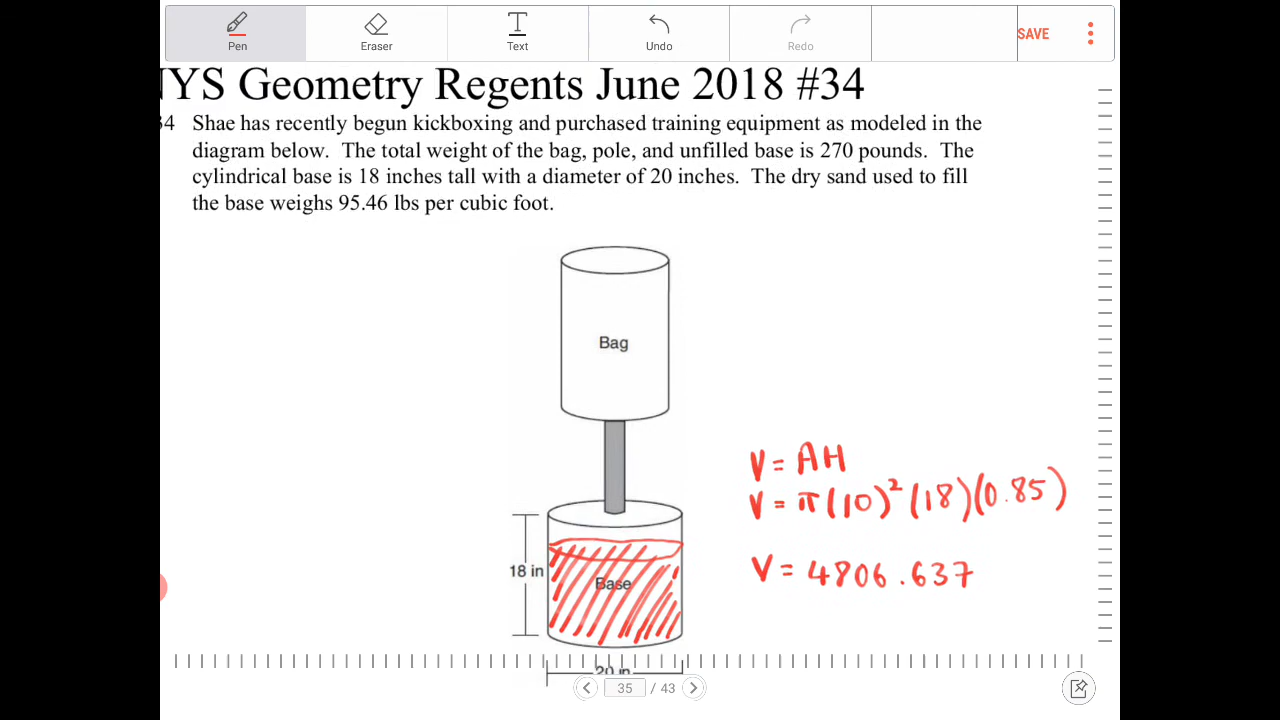 Pen
Eraser
Text
Undo
Redo
SAVE
YS Geometry Regents June 2018 #34
34 Shae has recently begun kickboxing and purchased training equipment as modeled in the
diagram below. The total weight of the bag, pole, and unfilled base is 270 pounds. The
cylindrical base is 18 inches tall with a diameter of 20 inches. The dry sand used to fill
the base weighs 95.46 lbs per cubic foot.
Bag
V = AH
V = π(10)²(18)(0.85)
18 in
Base
V = 4806.637
20 in
35 / 43